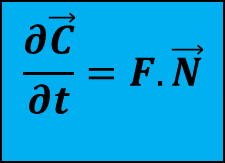 ∂C⃗/∂t = F.N⃗